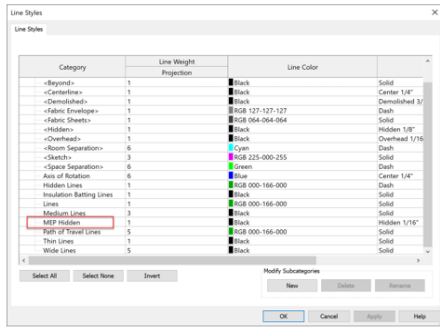 Line Styles
Line Styles
Category Line Weight Line Color
Projection
<Beyond> 1 Black Solid
<Centerline> 1 Black Center 1/4"
<Demolished> 1 Black Demolished 3/
<Fabric Envelope> 1 RGB 127-127-127 Dash
<Fabric Sheets> 1 RGB 064-064-064 Solid
<Hidden> 1 Black Hidden 1/8"
<Overhead> 1 Black Overhead 1/16
<Room Separation> 6 Cyan Dash
<Sketch> 3 RGB 225-000-255 Solid
<Space Separation> 6 Green Dash
Axis of Rotation 6 Blue Center 1/4"
Hidden Lines 1 RGB 000-166-000 Dash
Insulation Batting Lines 1 Black Solid
Lines 1 RGB 000-166-000 Solid
Medium Lines 3 Black Solid
MEP Hidden 1 Black Hidden 1/16"
Path of Travel Lines 5 RGB 000-166-000 Solid
Thin Lines 1 Black Solid
Wide Lines 5 Black Solid
Select All Select None Invert
Modify Subcategories
New Delete Rename
OK Cancel Apply Help